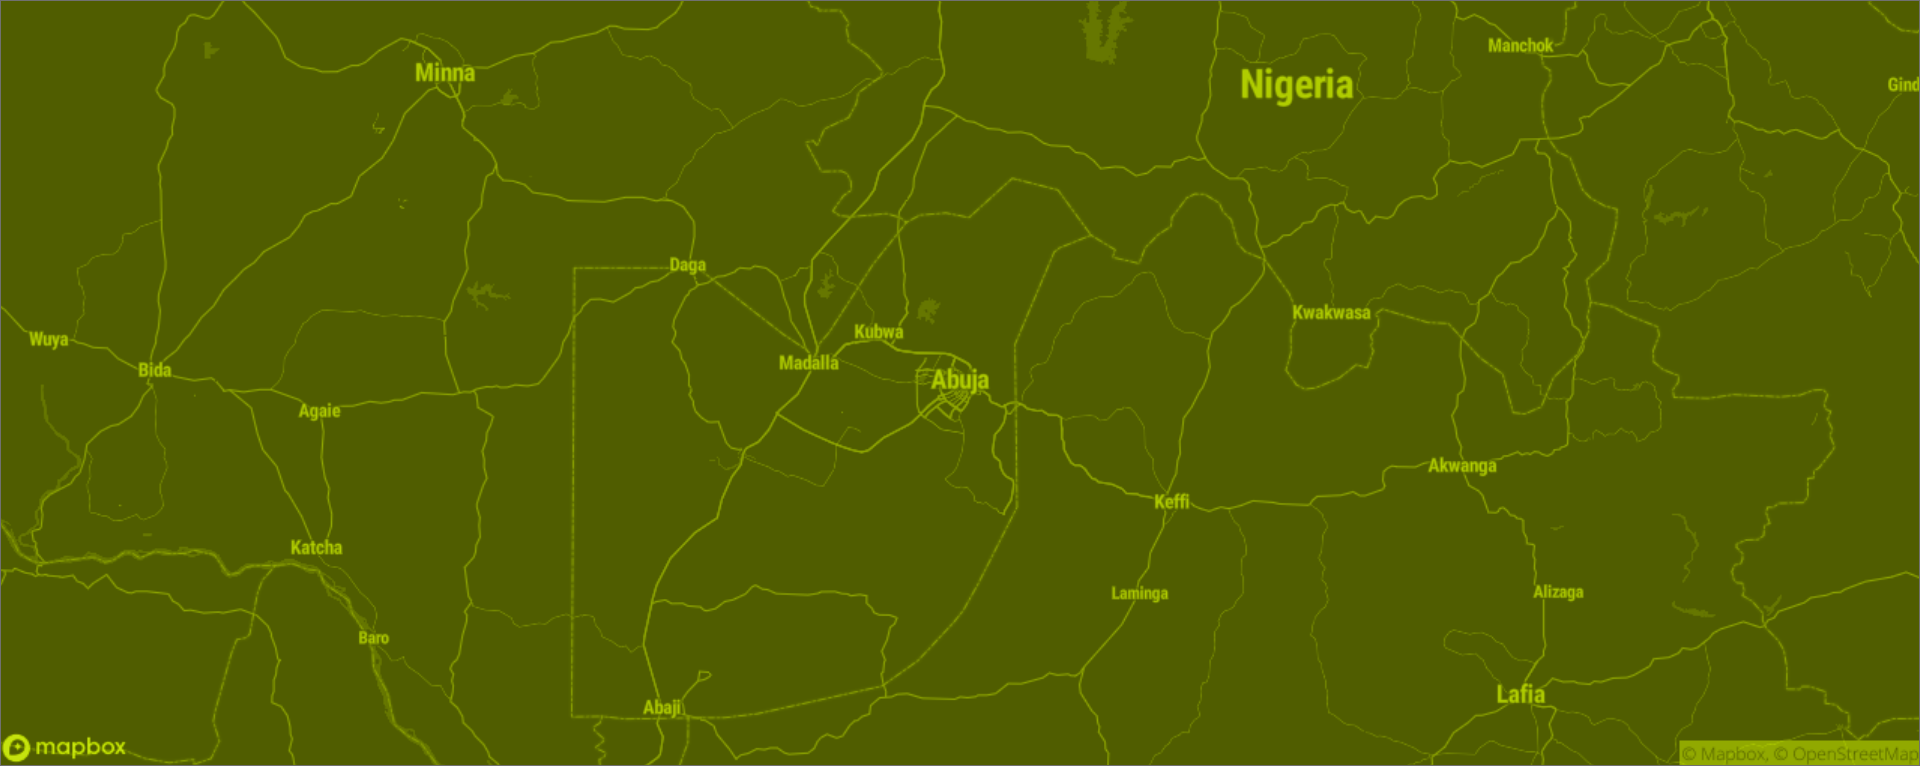 Manchok
Minna
Nigeria
Gind
Daga
Kwakwasa
Kubwa
Wuya
Madalla
Bida
Abuja
Agaie
Akwanga
Keffi
Katcha
Laminga
Alizaga
Baro
Lafia
Abaji
mapbox
© Mapbox, © OpenStreetMap